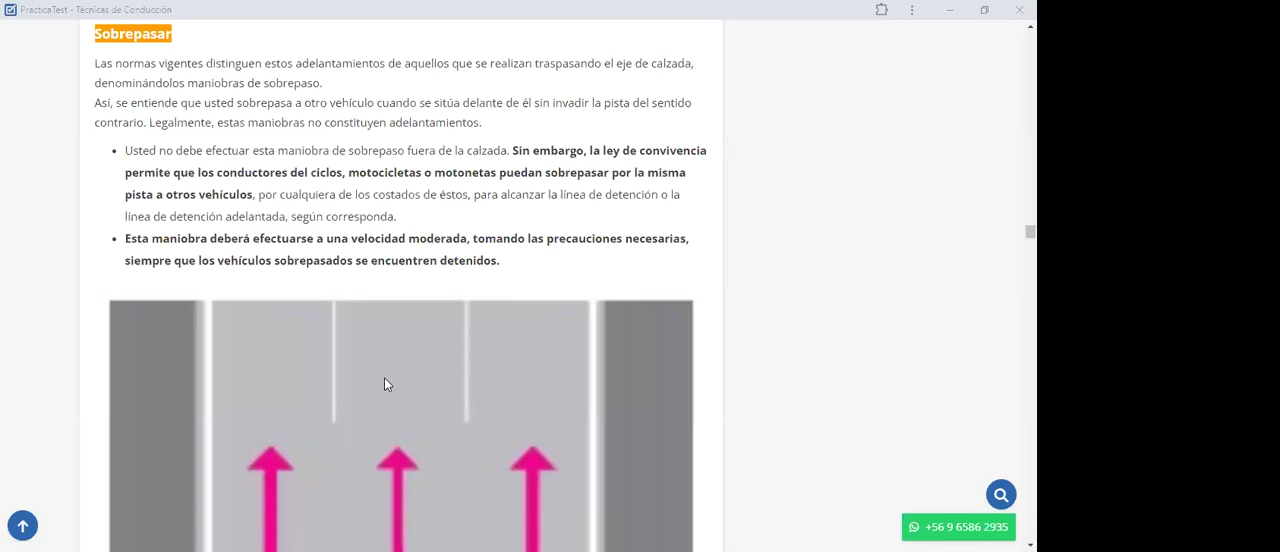 PracticaTest - Técnicas de Conducción
Sobrepasar
Las normas vigentes distinguen estos adelantamientos de aquellos que se realizan traspasando el eje de calzada,
denominándolos maniobras de sobrepaso.
Así, se entiende que usted sobrepasa a otro vehículo cuando se sitúa delante de él sin invadir la pista del sentido
contrario. Legalmente, estas maniobras no constituyen adelantamientos.
• Usted no debe efectuar esta maniobra de sobrepaso fuera de la calzada. Sin embargo, la ley de convivencia
permite que los conductores del ciclos, motocicletas o motonetas puedan sobrepasar por la misma
pista a otros vehículos, por cualquiera de los costados de éstos, para alcanzar la línea de detención o la
línea de detención adelantada, según corresponda.
• Esta maniobra deberá efectuarse a una velocidad moderada, tomando las precauciones necesarias,
siempre que los vehículos sobrepasados se encuentren detenidos.
+56 9 6586 2935